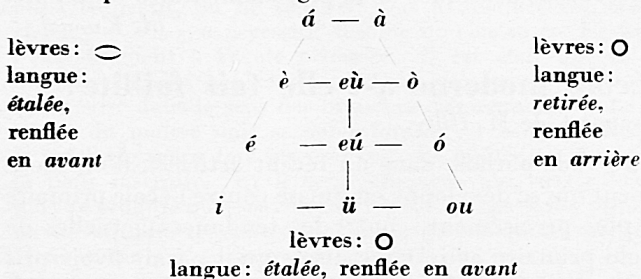 á — à
lèvres: lèvres: O
langue: è — eù — ò langue:
étalée, retirée,
renflée é — eú — ó renflée
en avant en arrière
i — ü — ou
lèvres: O
langue: étalée, renflée en avant